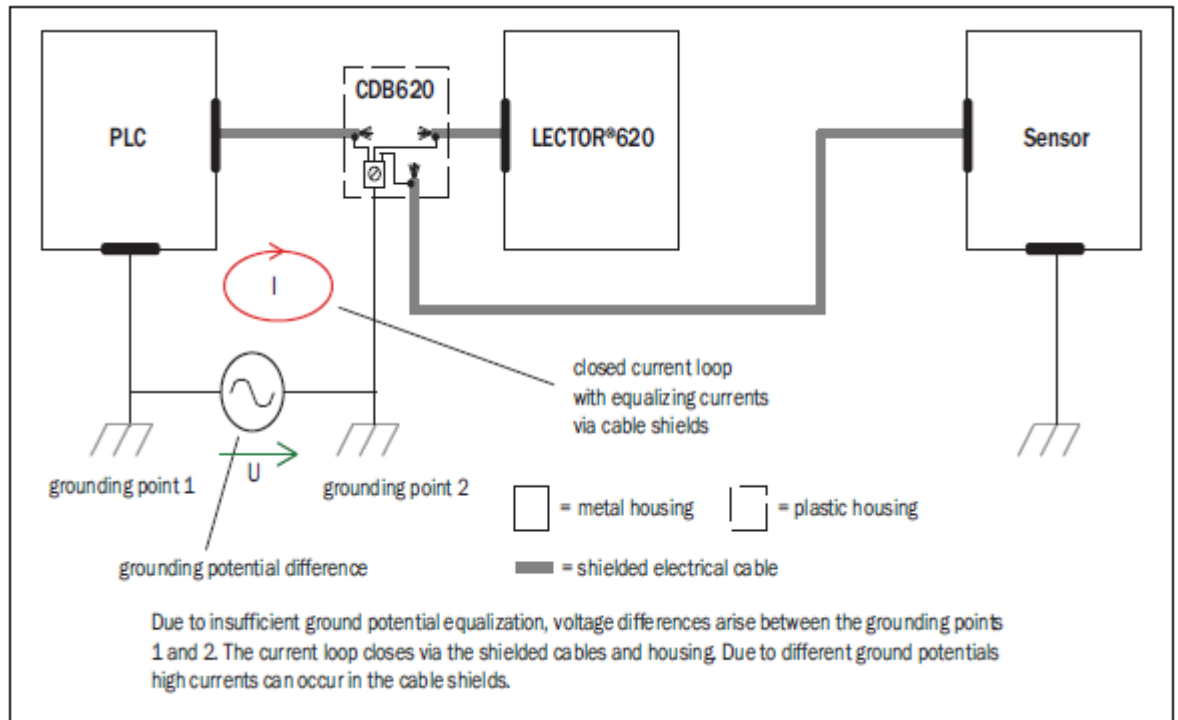 PLC
CDB620
LECTOR®620
Sensor
I
closed current loop
with equalizing currents
via cable shields
U
grounding point 1
grounding point 2
= metal housing
= plastic housing
grounding potential difference
= shielded electrical cable
Due to insufficient ground potential equalization, voltage differences arise between the grounding points
1 and 2. The current loop closes via the shielded cables and housing. Due to different ground potentials
high currents can occur in the cable shields.